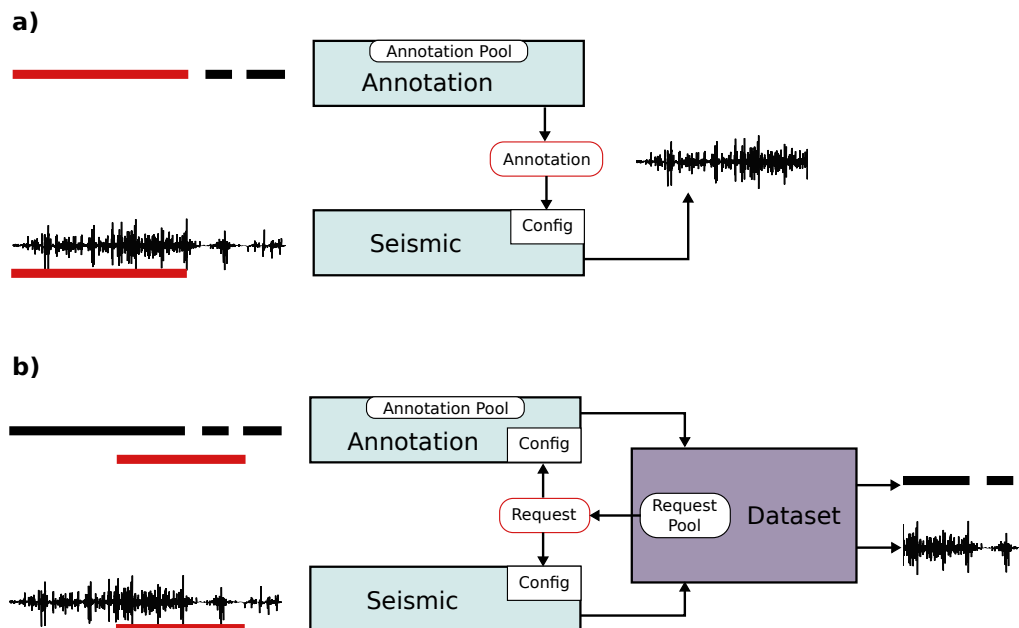 a)
Annotation Pool
Annotation
Annotation
Config
Seismic
b)
Annotation Pool
Annotation
Config
Request
Request
Pool
Dataset
Config
Seismic